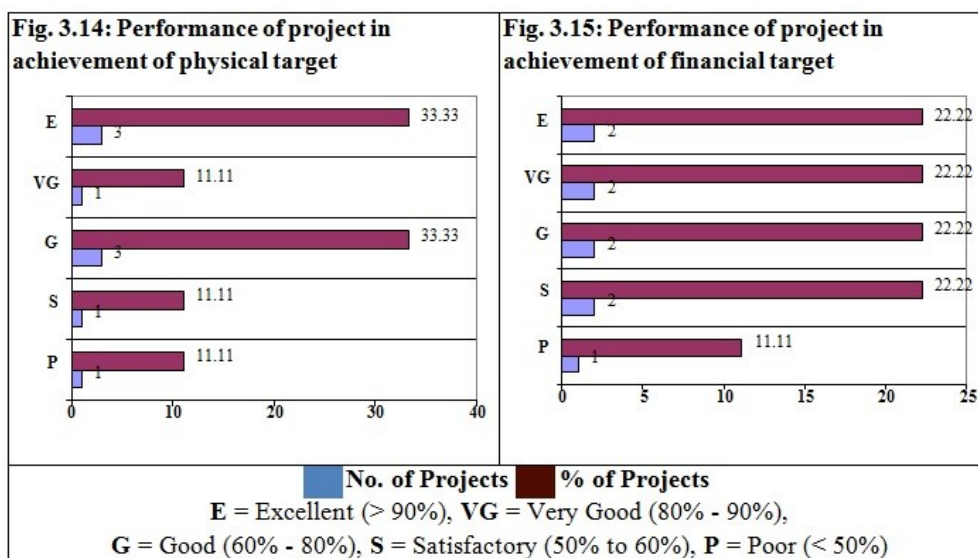 Fig. 3.14: Performance of project in
achievement of physical target
E
33.33
3
VG
11.11
1
G
33.33
3
S
11.11
1
P
11.11
1
0 10 20 30 40
Fig. 3.15: Performance of project in
achievement of financial target
E
22.22
2
VG
22.22
2
G
22.22
2
S
22.22
2
P
11.11
1
0 5 10 15 20 25
No. of Projects % of Projects
E = Excellent (> 90%), VG = Very Good (80% - 90%),
G = Good (60% - 80%), S = Satisfactory (50% to 60%), P = Poor (< 50%)